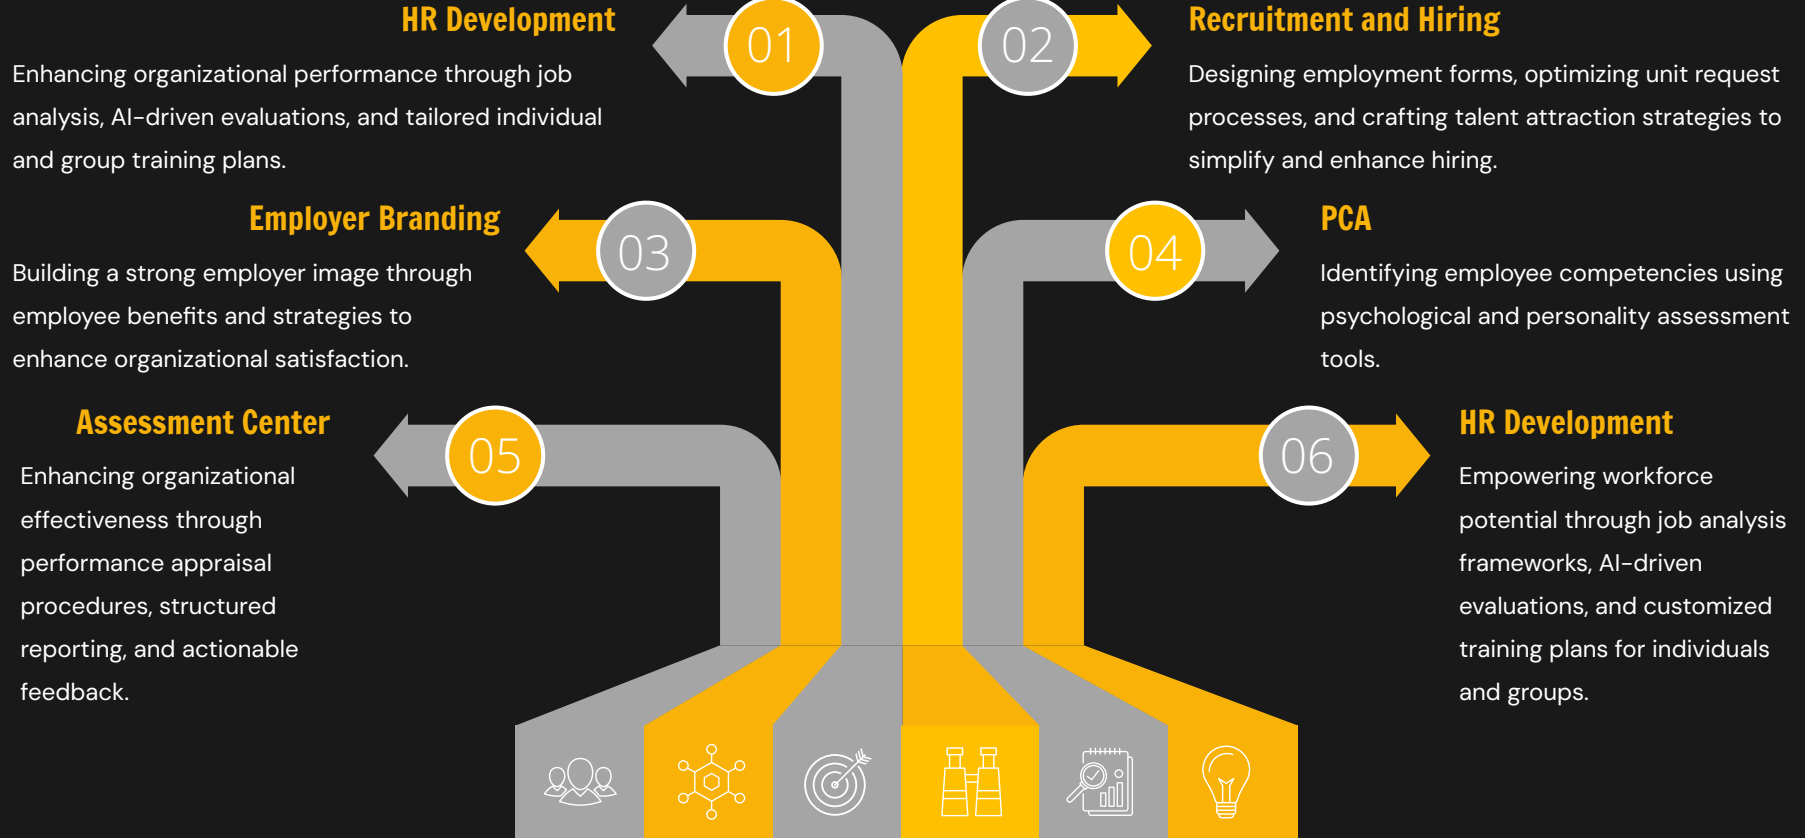 HR Development
01
Enhancing organizational performance through job
analysis, AI-driven evaluations, and tailored individual
and group training plans.
02
Recruitment and Hiring
Designing employment forms, optimizing unit request
processes, and crafting talent attraction strategies to
simplify and enhance hiring.
Employer Branding
03
Building a strong employer image through
employee benefits and strategies to
enhance organizational satisfaction.
04
PCA
Identifying employee competencies using
psychological and personality assessment
tools.
Assessment Center
05
Enhancing organizational
effectiveness through
performance appraisal
procedures, structured
reporting, and actionable
feedback.
06
HR Development
Empowering workforce
potential through job analysis
frameworks, AI-driven
evaluations, and customized
training plans for individuals
and groups.